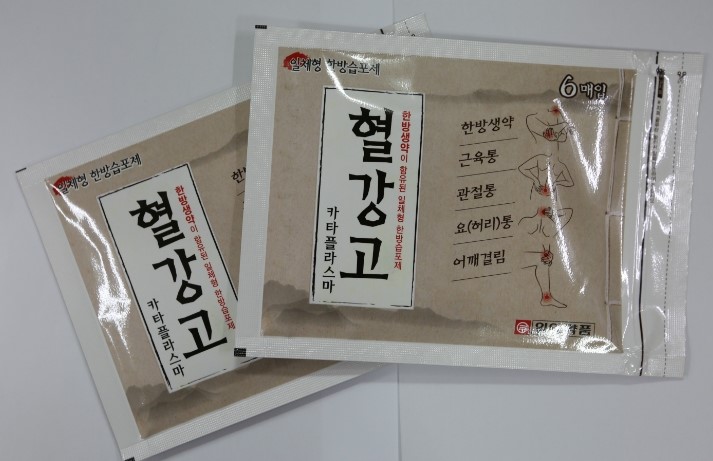 일체형 한방습포제
6매입
혈강고
카타플라스마
한방생약이 함유된 일체형 한방습포제
한방생약
근육통
관절통
요(허리)통
어깨결림
일체형 한방습포제
혈강고
카타플라스마
한방생약이 함유된 일체형 한방습포제